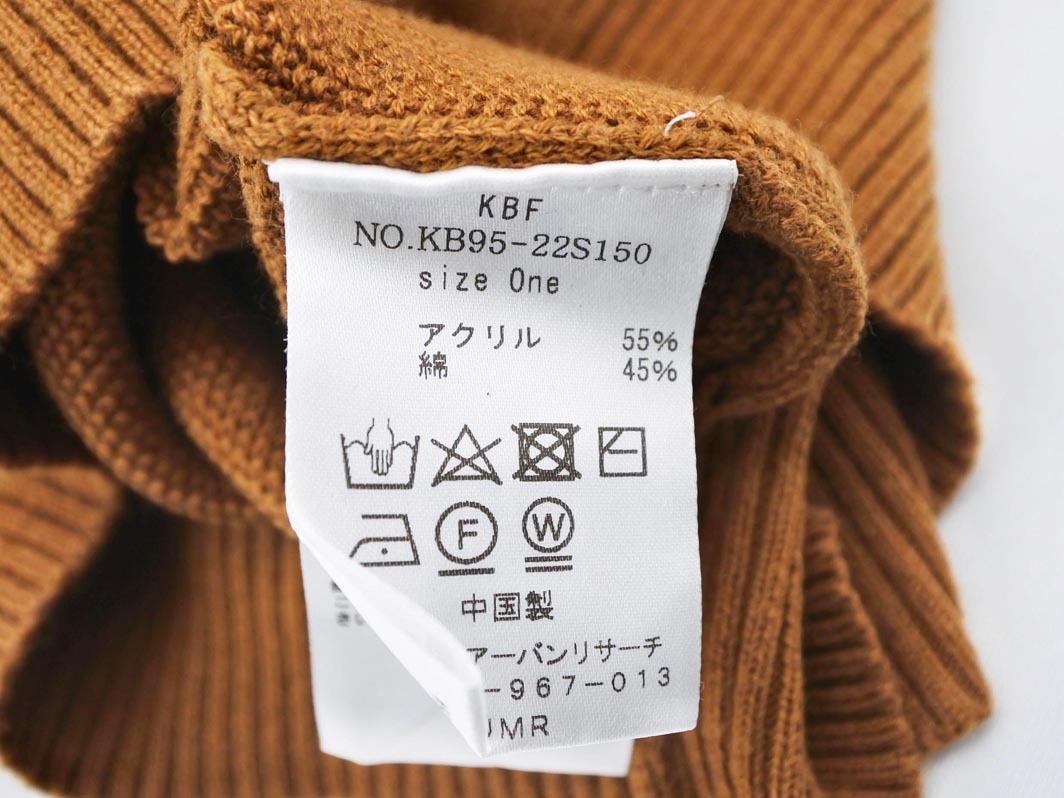 KBF
NO.KB95-22S150
size One
アクリル 55%
綿 45%
F W
中国製
アーバンリサーチ
-967-013
JMR